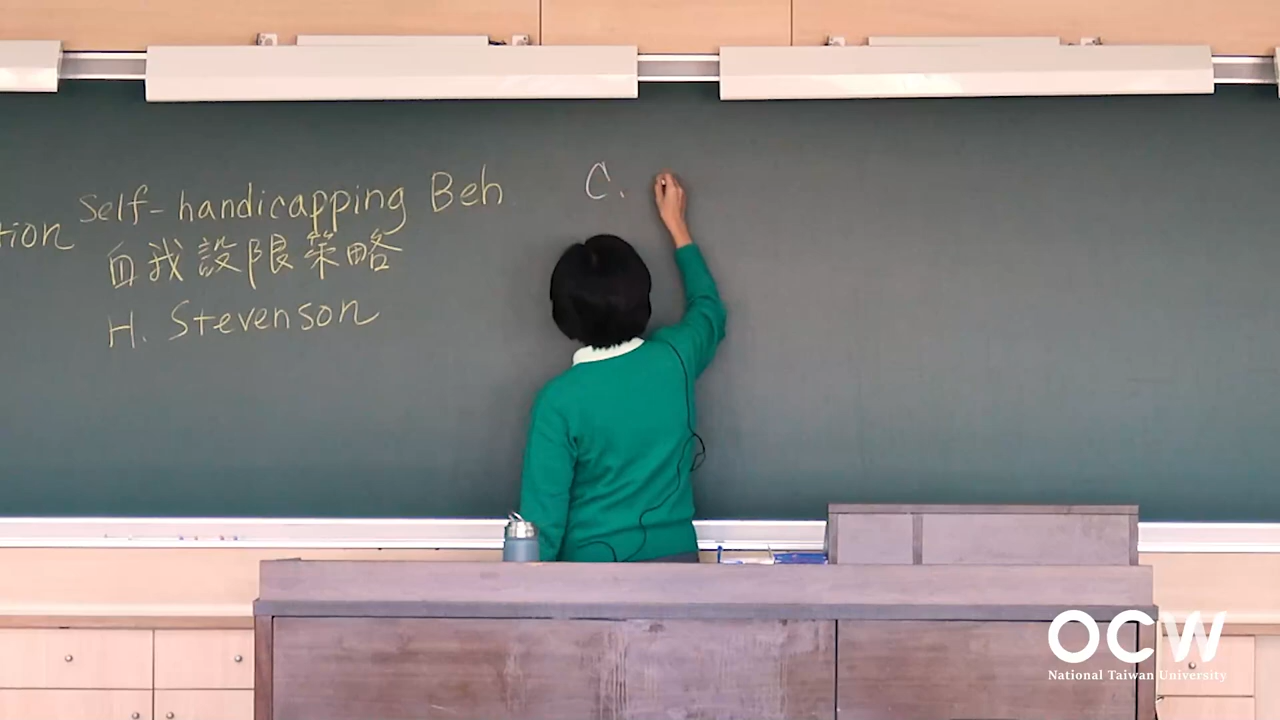 tion
Self-handicapping Beh
自我設限策略
H. Stevenson
C.
OCW
National Taiwan University